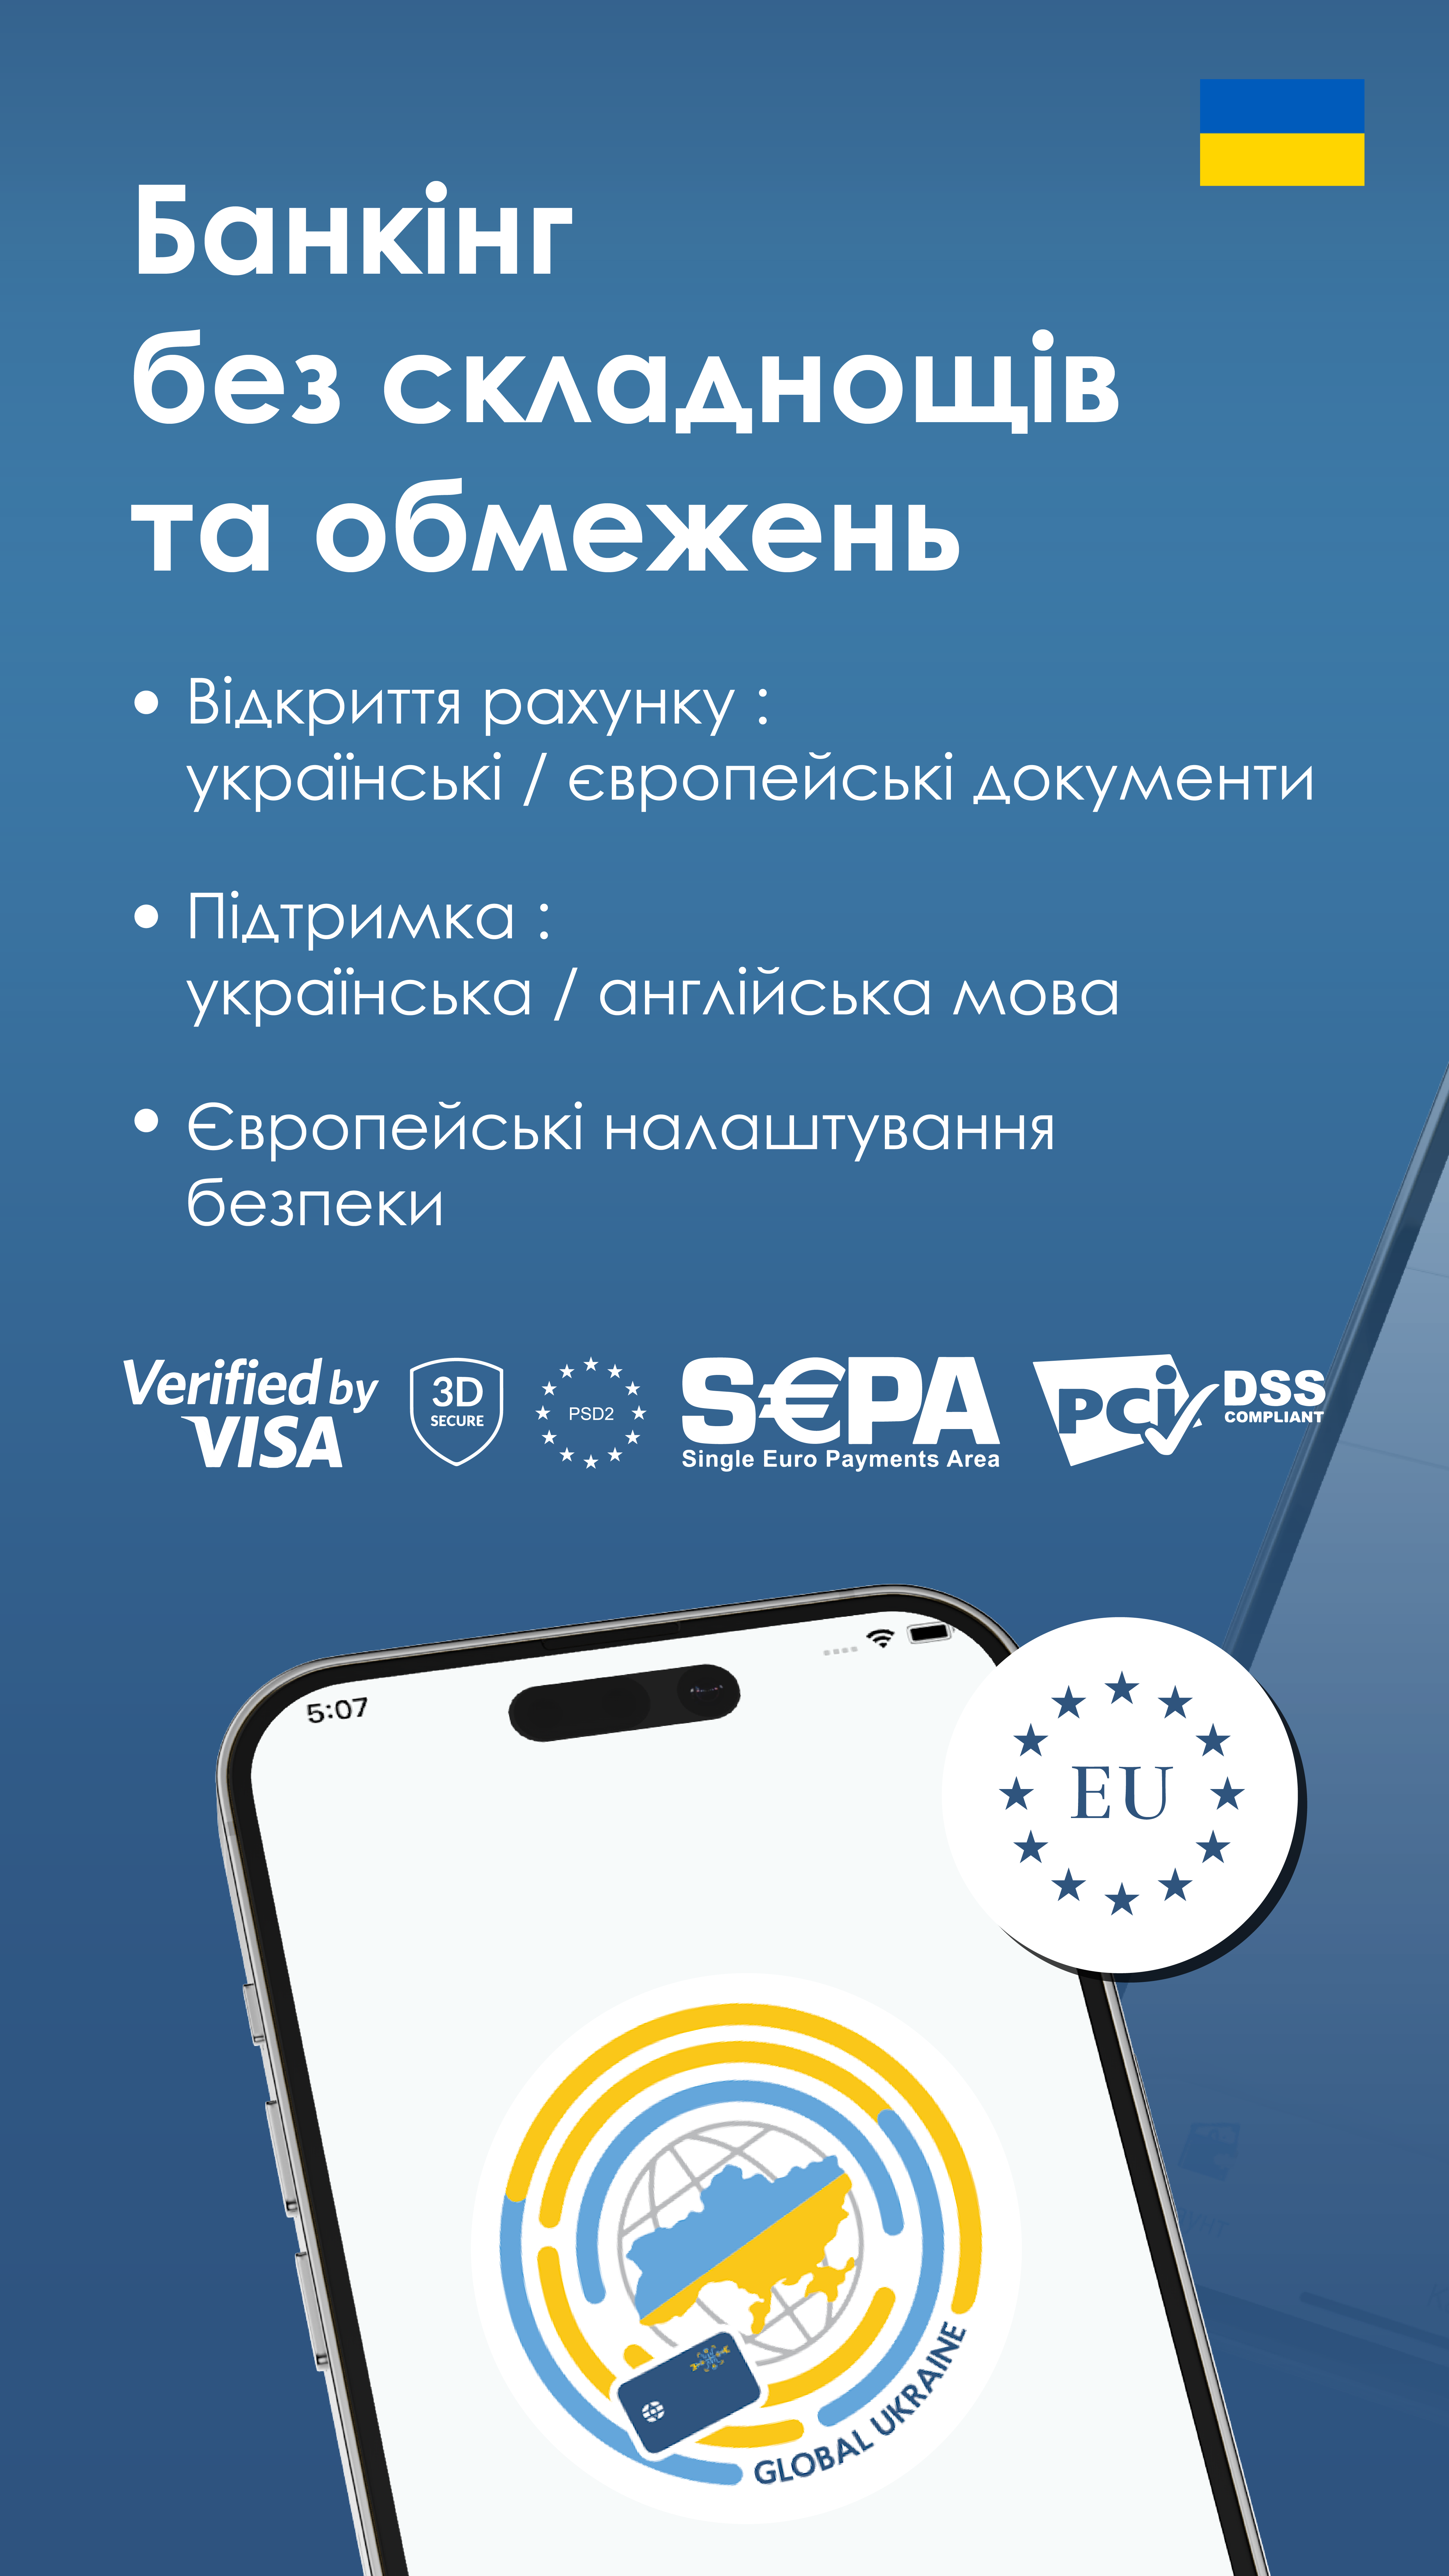 Банкінг
без складнощів
та обмежень
• Відкриття рахунку :
українські / європейські документи
• Підтримка :
українська / англійська мова
• Європейські налаштування
безпеки
Verified by
VISA
3D
SECURE
PSD2
S€PA
Single Euro Payments Area
PCi
DSS
COMPLIANT
5:07
EU
GLOBAL UKRAINE